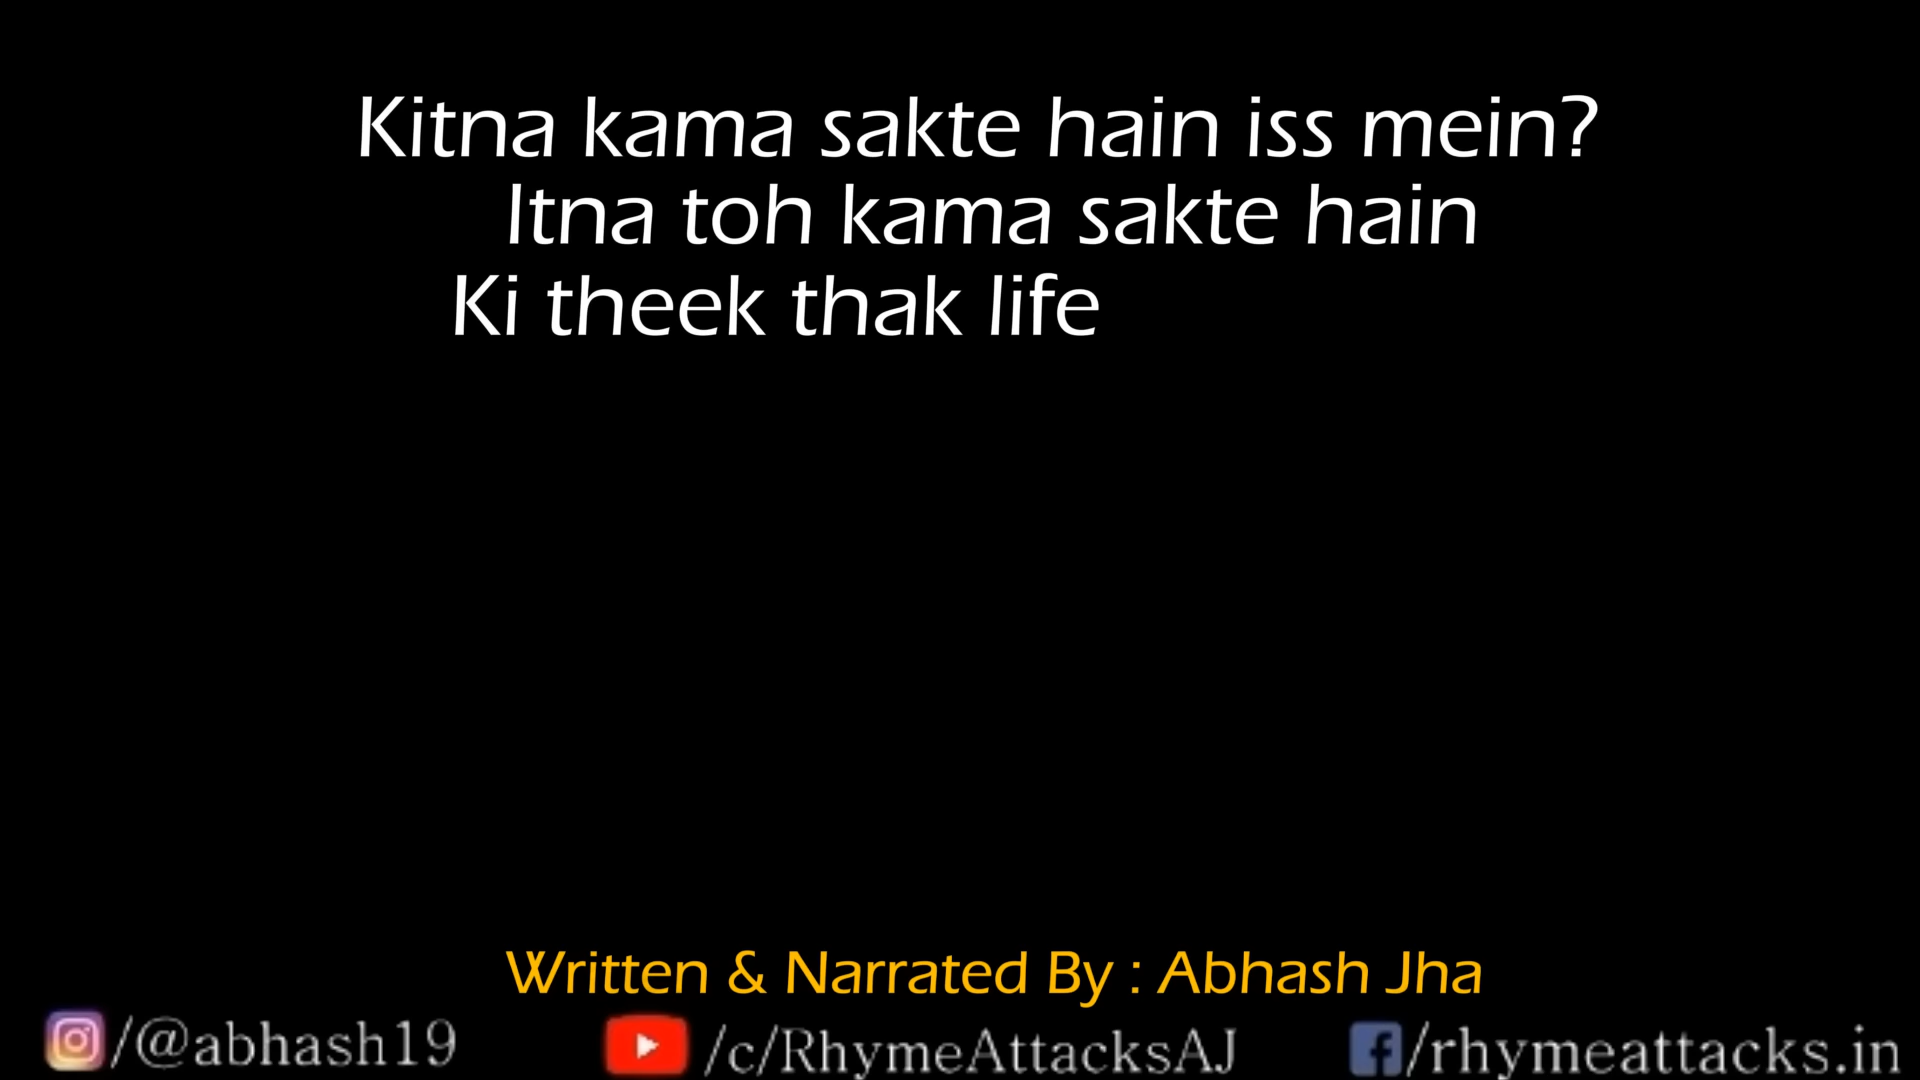 Kitna kama sakte hain iss mein?
Itna toh kama sakte hain
Ki theek thak life
Written & Narrated By : Abhash Jha
/@abhash19 /c/RhymeAttacksAJ /rhymeattacks.in